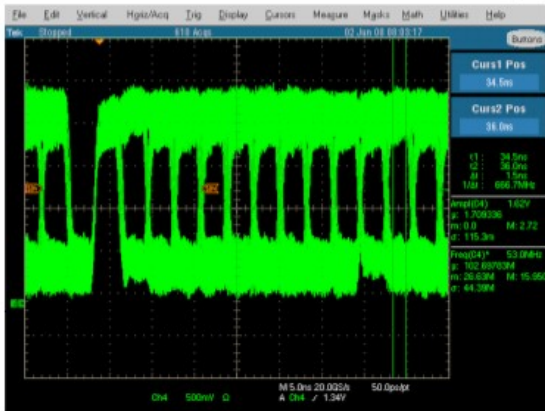 File Edit Vertical Horiz/Acq Trig Display Cursors Measure Masks Math Utilities Help
Tek Stopped 618 Acqs 02 Jun 08 00:03:17
Buttons
Curs1 Pos
34.5ns
Curs2 Pos
36.0ns
t1 : 34.5ns
t2 : 36.0ns
Δt : 1.5ns
1/Δt : 666.7MHz
Ampl(C4) 1.62V
μ: 1.709336
m: 0.0 M: 2.72
σ: 115.3m
Freq(C4)* 53.0MHz
μ: 102.69783M
m: 26.63M M: 15.95G
σ: 44.39M
M 5.0ns 20.0GS/s 50.0ps/pt
Ch4 500mV Ω
A Ch4 ∕ 1.34V